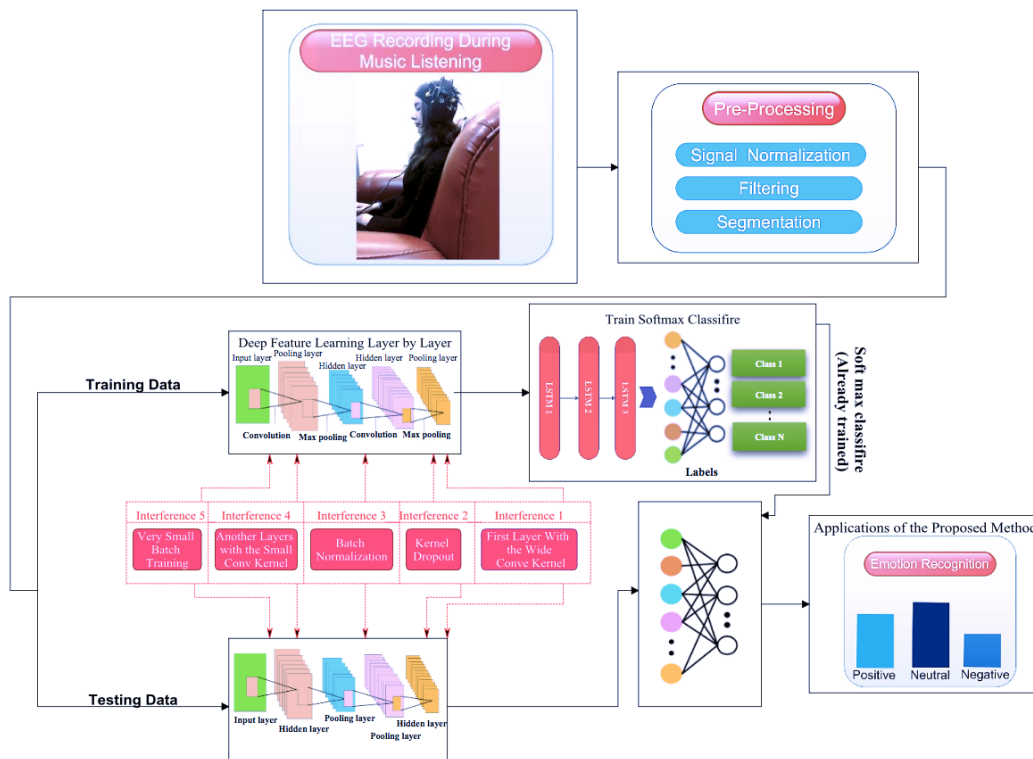 EEG Recording During
Music Listening
Pre-Processing
Signal Normalization
Filtering
Segmentation
Training Data
Deep Feature Learning Layer by Layer
Input layer
Pooling layer
Hidden layer
Hidden layer
Pooling layer
Convolution
Max pooling
Convolution
Max pooling
Train Softmax Classifire
LSTM 1
LSTM 2
LSTM 3
Class 1
Class 2
Class N
Labels
Soft max classifire
(Already trained)
Interference 5
Interference 4
Interference 3
Interference 2
Interference 1
Very Small
Batch
Training
Another Layers
with the Small
Conv Kernel
Batch
Normalization
Kernel
Dropout
First Layer With
the Wide
Conve Kernel
Testing Data
Input layer
Hidden layer
Pooling layer
Pooling layer
Hidden layer
Applications of the Proposed Method
Emotion Recognition
Positive
Neutral
Negative